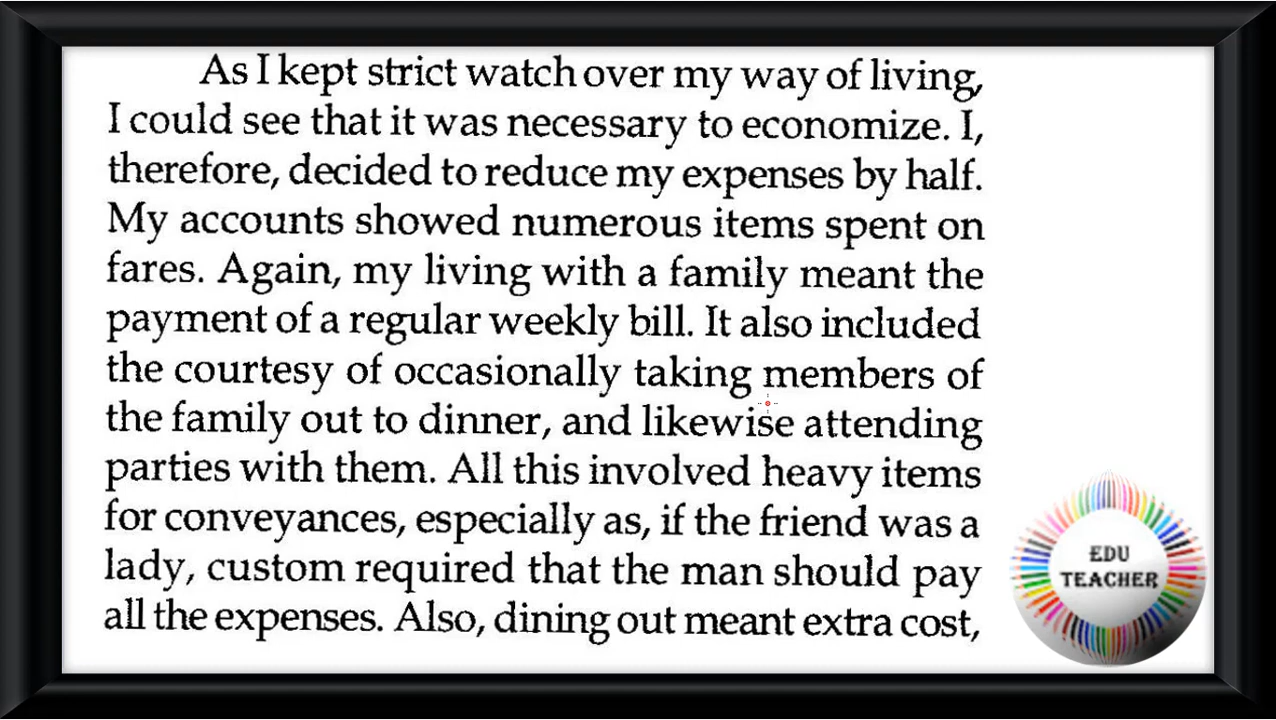 As I kept strict watch over my way of living,
I could see that it was necessary to economize. I,
therefore, decided to reduce my expenses by half.
My accounts showed numerous items spent on
fares. Again, my living with a family meant the
payment of a regular weekly bill. It also included
the courtesy of occasionally taking members of
the family out to dinner, and likewise attending
parties with them. All this involved heavy items
for conveyances, especially as, if the friend was a
lady, custom required that the man should pay
all the expenses. Also, dining out meant extra cost,
EDU
TEACHER